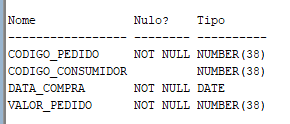 Nome Nulo? Tipo
---------------- -------- ----------
CODIGO_PEDIDO NOT NULL NUMBER(38)
CODIGO_CONSUMIDOR NUMBER(38)
DATA_COMPRA NOT NULL DATE
VALOR_PEDIDO NOT NULL NUMBER(38)